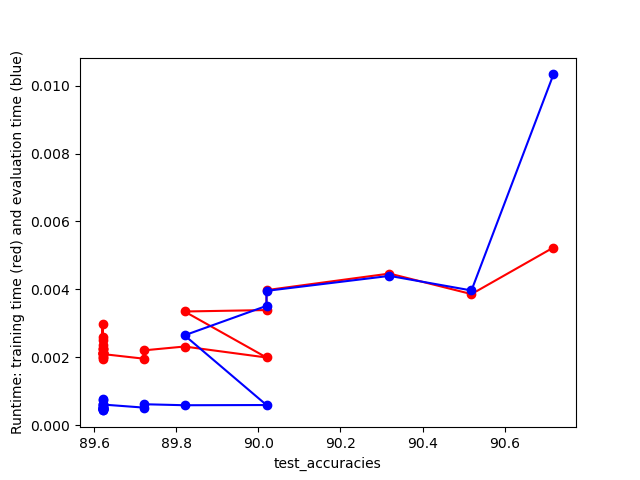 Runtime: training time (red) and evaluation time (blue)
0.010
0.008
0.006
0.004
0.002
0.000
89.6 89.8 90.0 90.2 90.4 90.6
test_accuracies